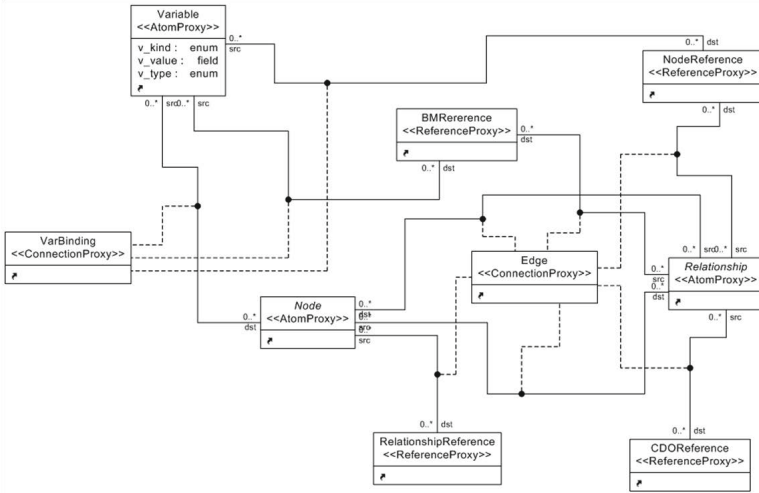 Variable
<<AtomProxy>>
v_kind : enum
v_value : field
v_type : enum
0..*
src
0..* dst
NodeReference
<<ReferenceProxy>>
0..* dst
0..* src
0..* src
BMRererence
<<ReferenceProxy>>
0..*
dst
0..* dst
VarBinding
<<ConnectionProxy>>
Edge
<<ConnectionProxy>>
0..* src
0..* src
Relationship
<<AtomProxy>>
0..*
src
0..*
dst
0..* src
Node
<<AtomProxy>>
0..*
dst
0..*
dst
0..*
src
0..*
src
0..* dst
RelationshipReference
<<ReferenceProxy>>
0..* dst
CDOReference
<<ReferenceProxy>>